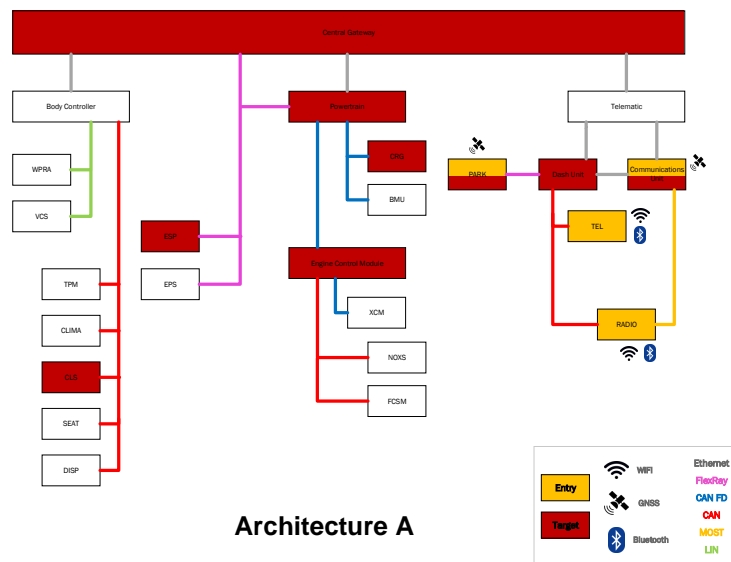 Central Gateway
Body Controller
Powertrain
Telematic
WPRA
CRG
PARK
Dash Unit
Communications
Unit
VCS
BMU
ESP
TEL
EPS
Engine Control Module
TPM
XCM
CLIMA
RADIO
NOXS
CLS
FCSM
SEAT
DISP
Architecture A
Entry
Target
WIFI
GNSS
Bluetooth
Ethernet
FlexRay
CAN FD
CAN
MOST
LIN